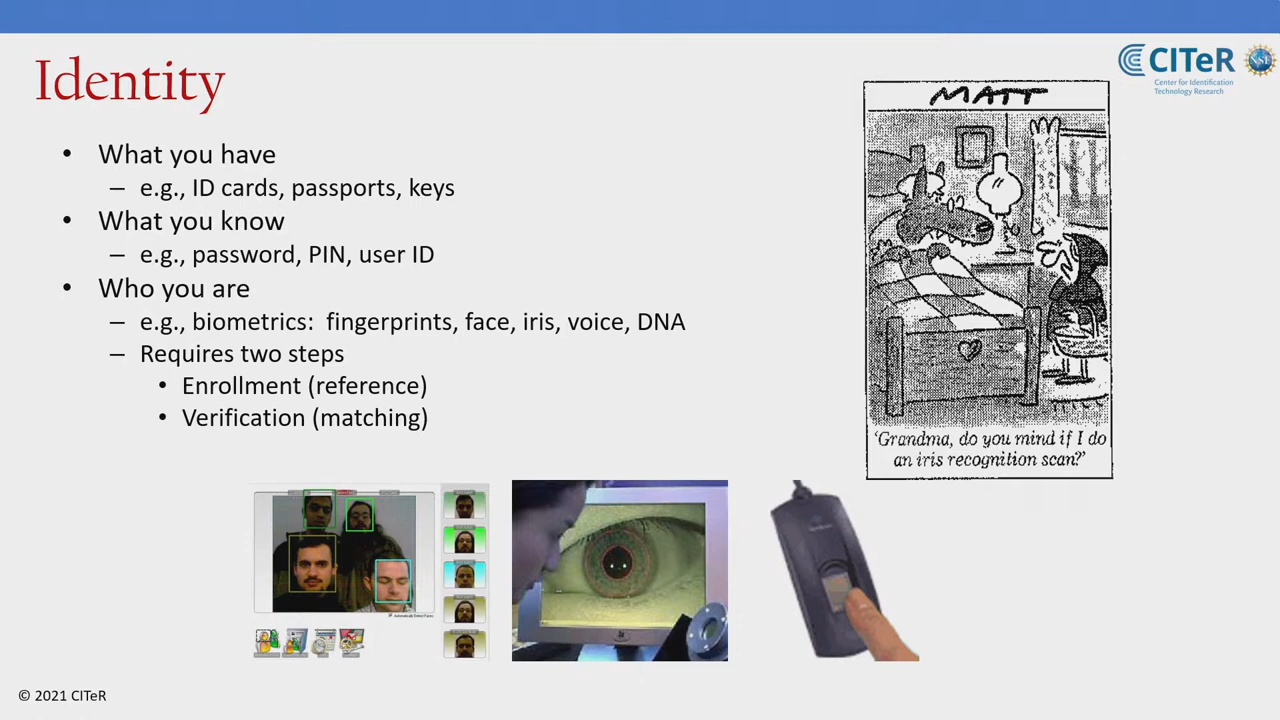 Identity
CITeR
Center for Identification
Technology Research
NSF
• What you have
– e.g., ID cards, passports, keys
• What you know
– e.g., password, PIN, user ID
• Who you are
– e.g., biometrics: fingerprints, face, iris, voice, DNA
– Requires two steps
• Enrollment (reference)
• Verification (matching)
MATT
'Grandma, do you mind if I do
an iris recognition scan?'
© 2021 CITeR